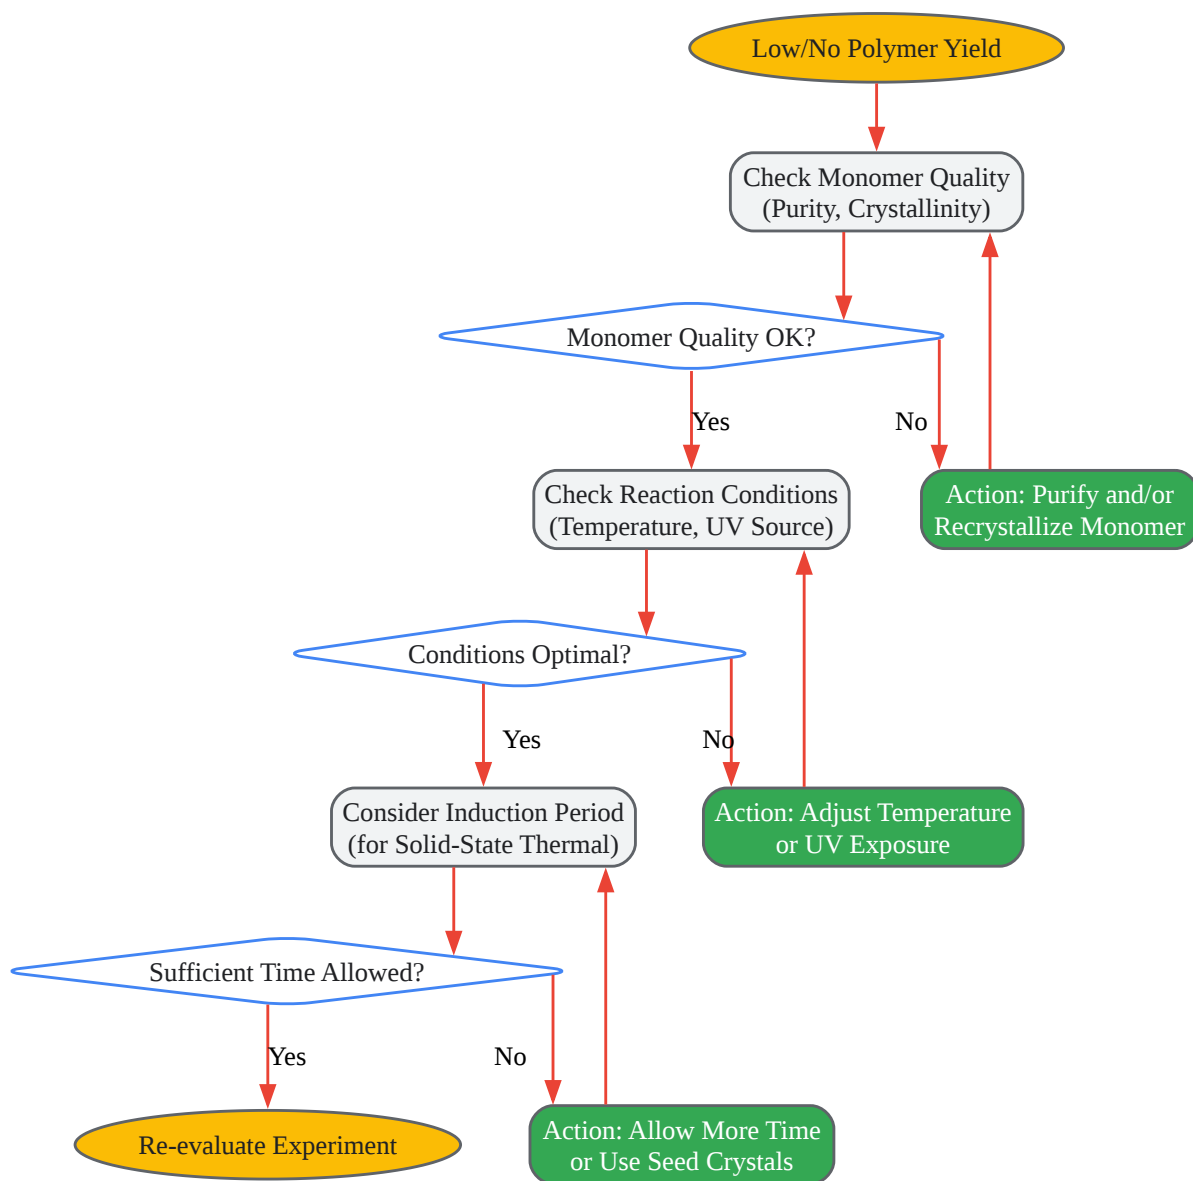 Low/No Polymer Yield
Check Monomer Quality
(Purity, Crystallinity)
Monomer Quality OK?
Yes
No
Check Reaction Conditions
(Temperature, UV Source)
Action: Purify and/or
Recrystallize Monomer
Conditions Optimal?
Yes
No
Consider Induction Period
(for Solid-State Thermal)
Action: Adjust Temperature
or UV Exposure
Sufficient Time Allowed?
Yes
No
Re-evaluate Experiment
Action: Allow More Time
or Use Seed Crystals